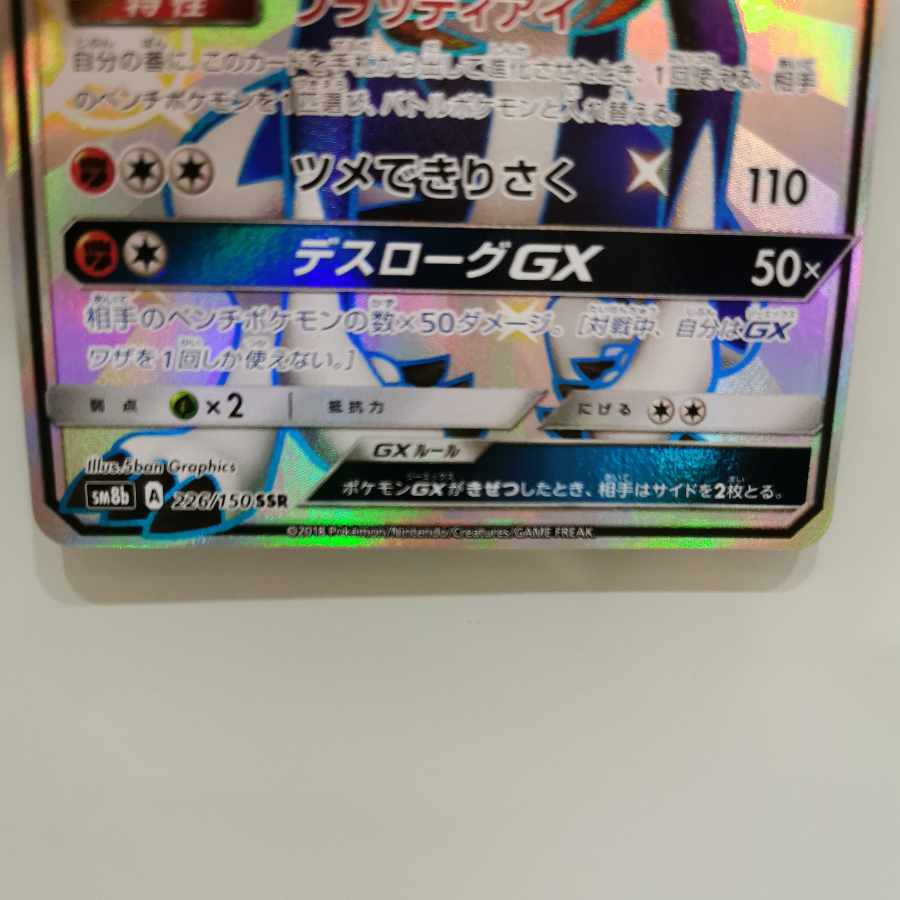 特性 ブラッディアイ
自分の番に、このカードを手札から出して進化させたとき、1回使える。相手
のベンチポケモンを1匹選び、バトルポケモンと入れ替える。
ツメできりさく 110
デスローグGX 50×
相手のベンチポケモンの数×50ダメージ。[対戦中、自分はGX
ワザを1回しか使えない。]
弱点 ×2 抵抗力 にげる
Illus.5ban Graphics
GXルール
sm8b A 226/150 SSR
ポケモンGXがきぜつしたとき、相手はサイドを2枚とる。
©2018 Pokémon/Nintendo/Creatures/GAME FREAK